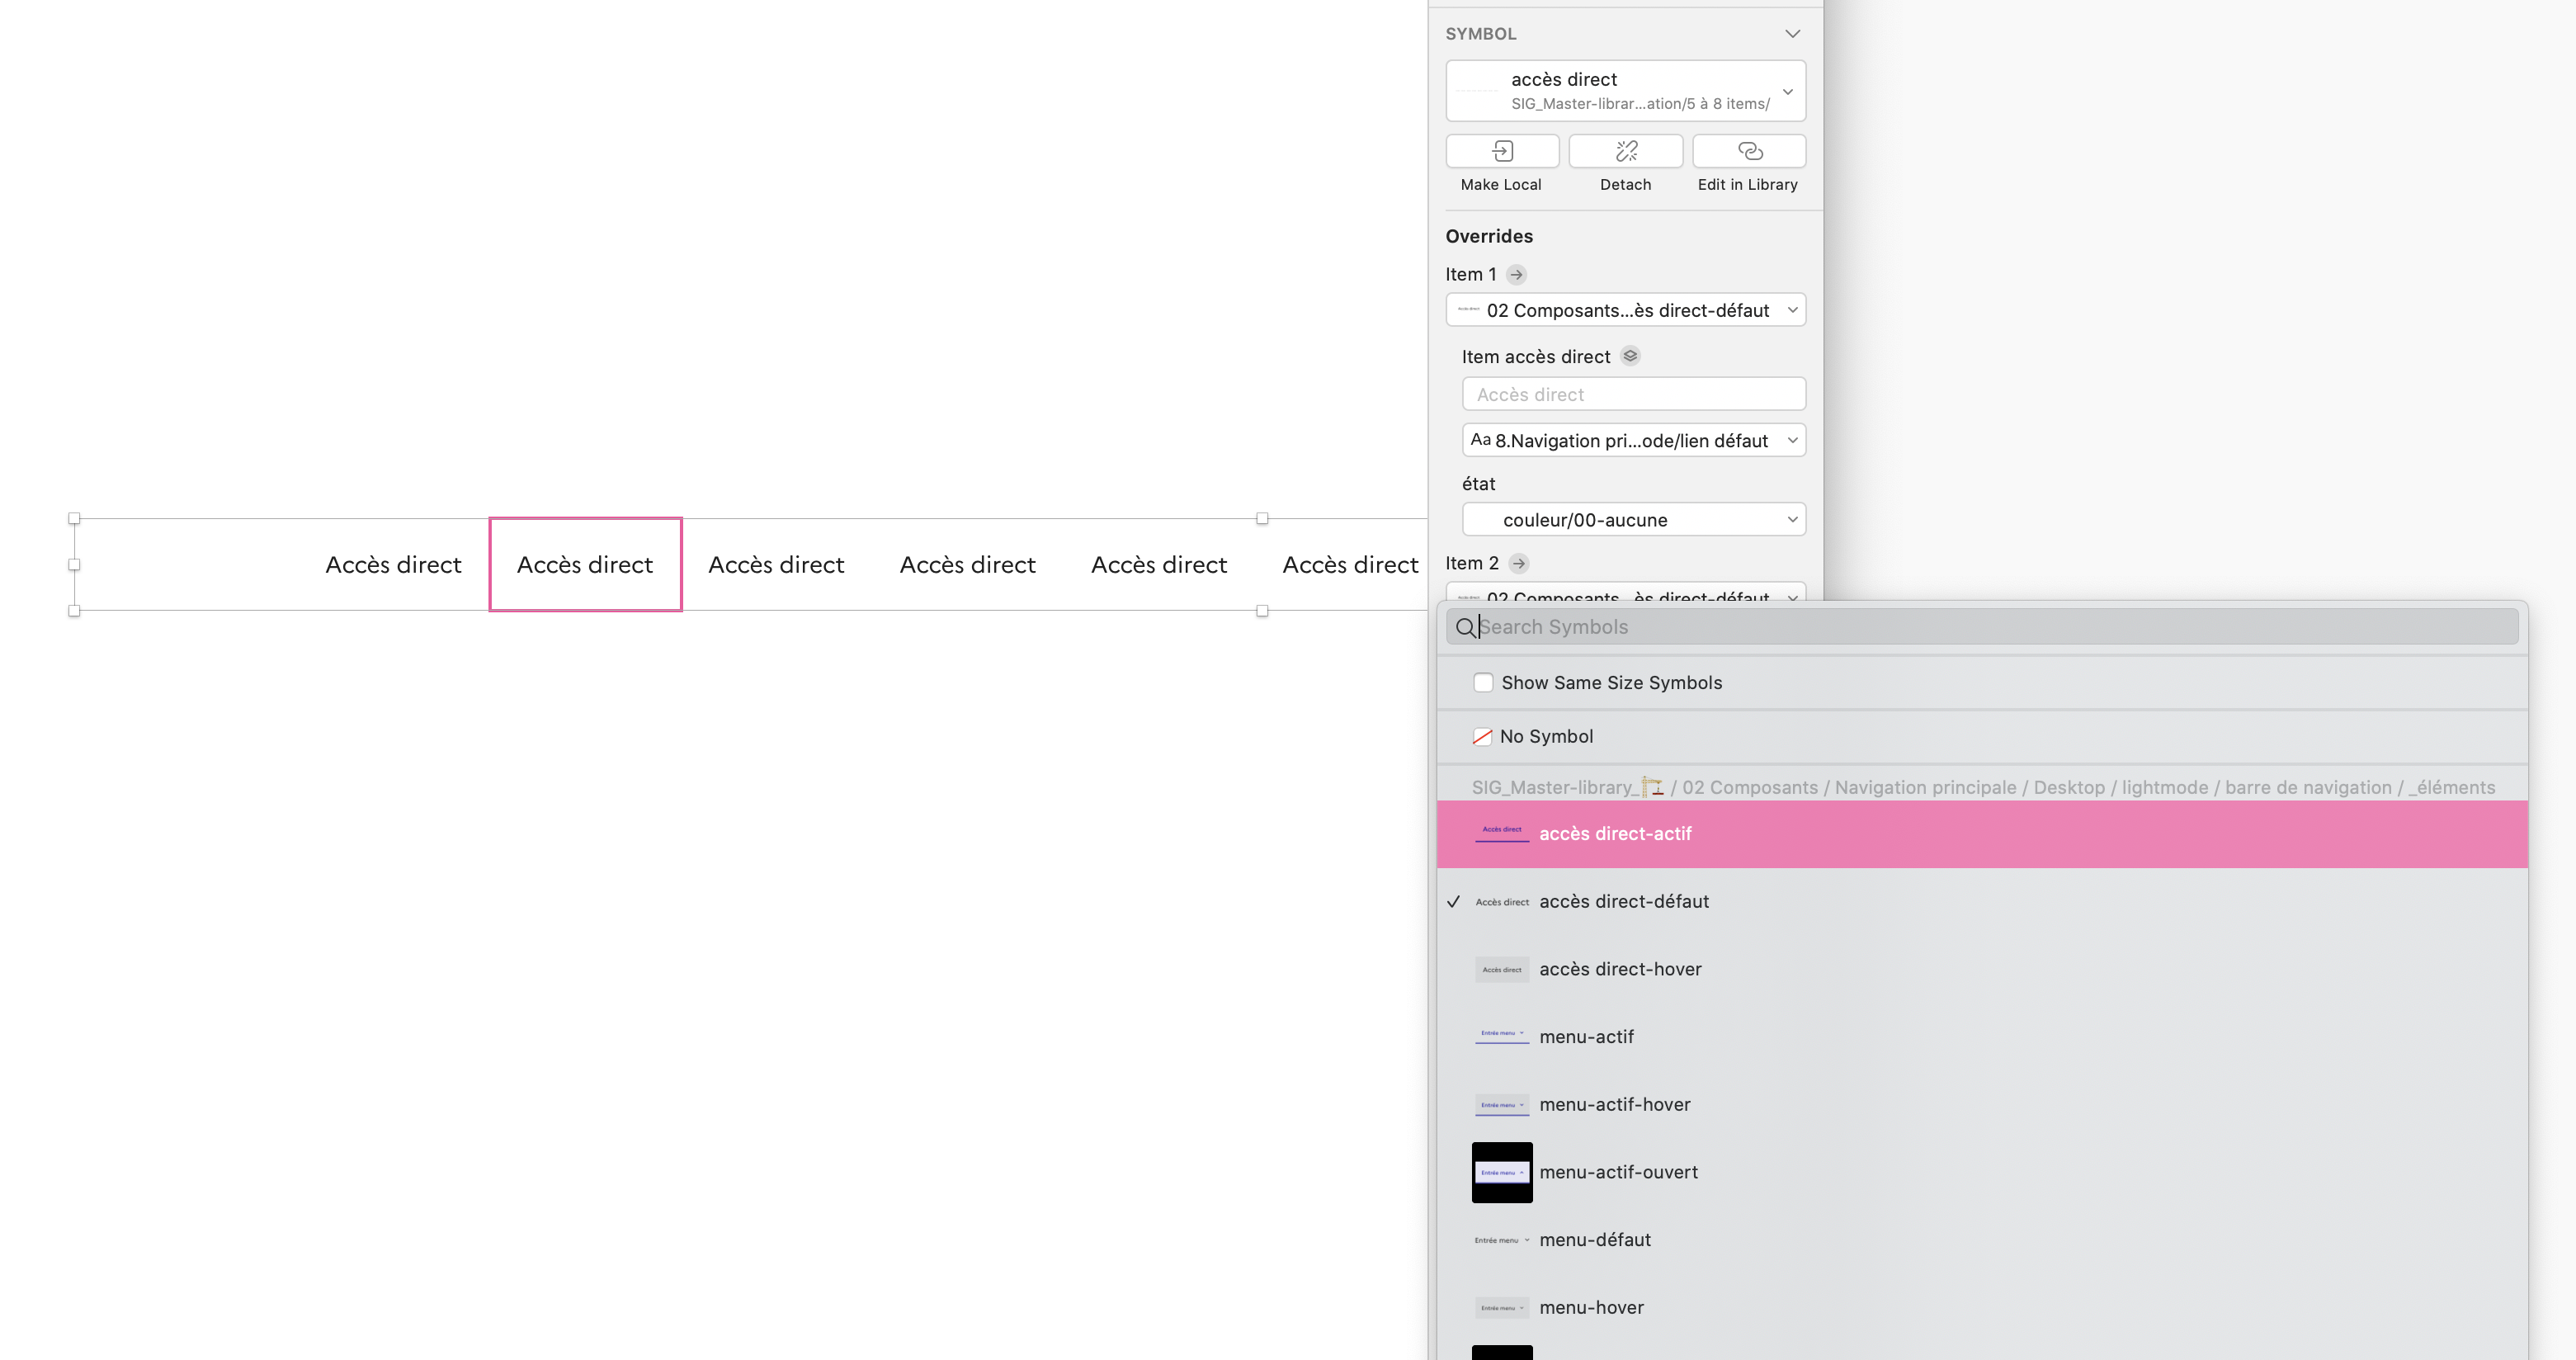 SYMBOL
accès direct
SIG_Master-librar...ation/5 à 8 items/
Make Local
Detach
Edit in Library
Overrides
Item 1
02 Composants...ès direct-défaut
Item accès direct
Accès direct
Aa 8.Navigation pri...ode/lien défaut
état
couleur/00-aucune
Item 2
02 Composants...ès direct-défaut
Accès direct
Accès direct
Accès direct
Accès direct
Accès direct
Accès direct
Search Symbols
Show Same Size Symbols
No Symbol
SIG_Master-library_🏗️ / 02 Composants / Navigation principale / Desktop / lightmode / barre de navigation / _éléments
Accès direct accès direct-actif
Accès direct accès direct-défaut
Accès direct accès direct-hover
Entrée menu menu-actif
Entrée menu menu-actif-hover
Entrée menu menu-actif-ouvert
Entrée menu menu-défaut
Entrée menu menu-hover